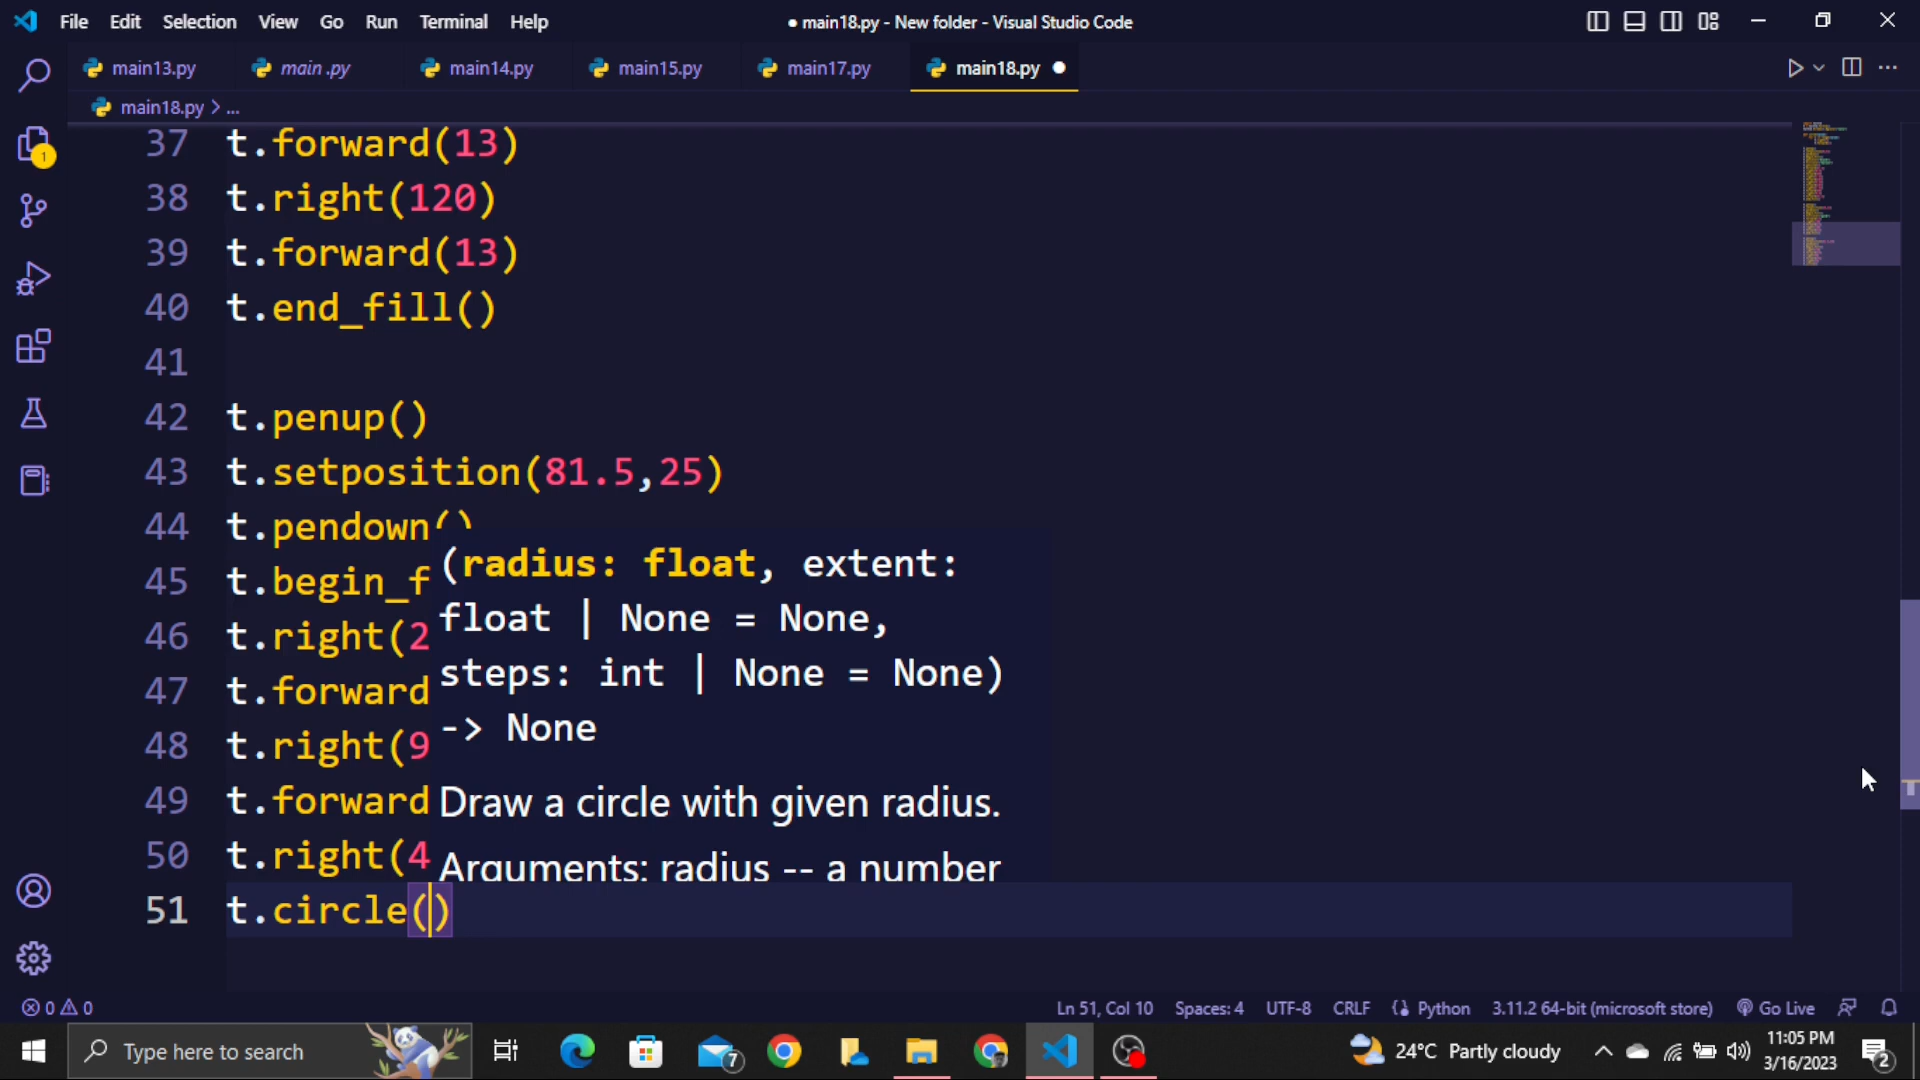 File Edit Selection View Go Run Terminal Help
● main18.py - New folder - Visual Studio Code
main13.py main .py main14.py main15.py main17.py main18.py ●
main18.py > ...
37 t.forward(13)
38 t.right(120)
39 t.forward(13)
40 t.end_fill()
41
42 t.penup()
43 t.setposition(81.5,25)
44 t.pendown()
45 t.begin_f
46 t.right(2
47 t.forward
48 t.right(9
49 t.forward
50 t.right(4
51 t.circle()
(radius: float, extent:
float | None = None,
steps: int | None = None)
-> None
Draw a circle with given radius.
Arguments: radius -- a number
1
0 0
Ln 51, Col 10 Spaces: 4 UTF-8 CRLF Python 3.11.2 64-bit (microsoft store) Go Live
Type here to search
7
24°C Partly cloudy
11:05 PM
3/16/2023
2